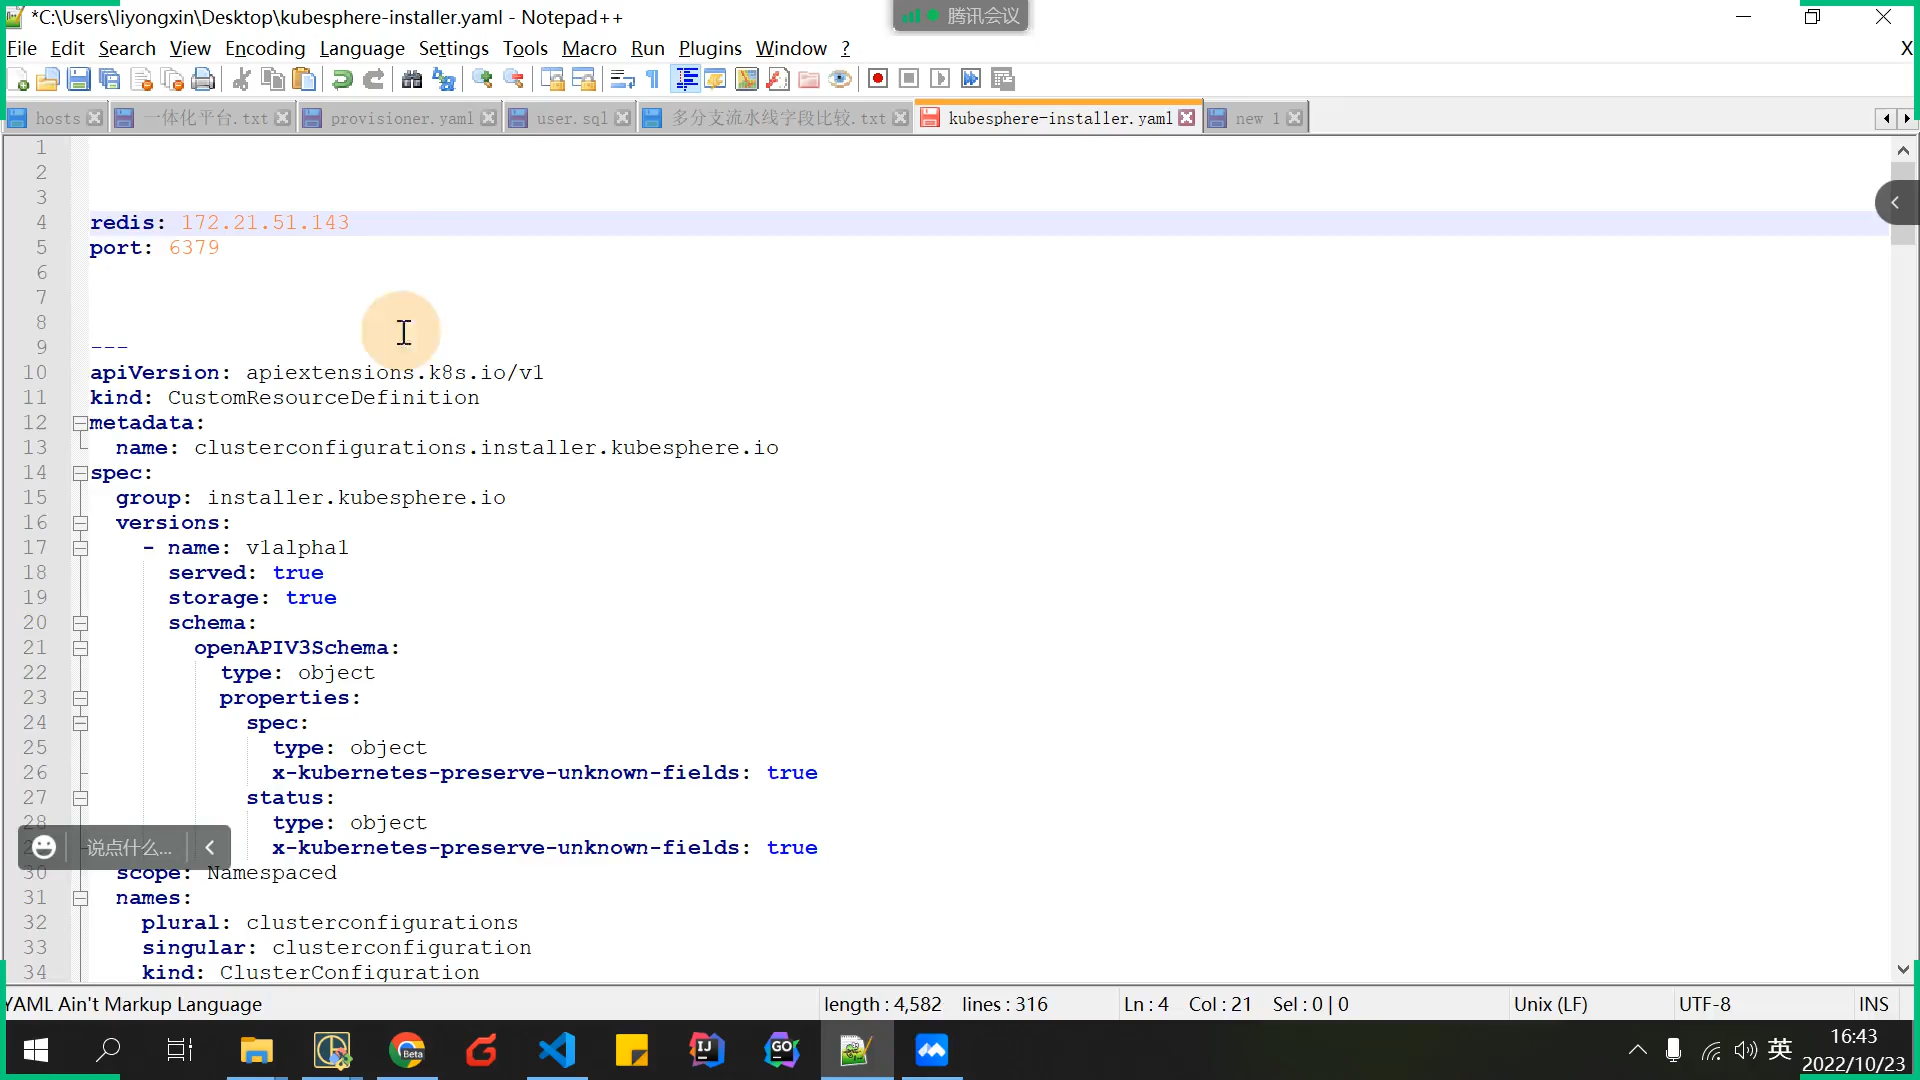 *C:\Users\liyongxin\Desktop\kubesphere-installer.yaml - Notepad++
腾讯会议
File Edit Search View Encoding Language Settings Tools Macro Run Plugins Window ?
X
hosts 一体化平台.txt provisioner.yaml user.sql 多分支流水线字段比较.txt kubesphere-installer.yaml new 1
1
2
3
4 redis: 172.21.51.143
5 port: 6379
6
7
8
9 ---
10 apiVersion: apiextensions.k8s.io/v1
11 kind: CustomResourceDefinition
12 metadata:
13 name: clusterconfigurations.installer.kubesphere.io
14 spec:
15 group: installer.kubesphere.io
16 versions:
17 - name: v1alpha1
18 served: true
19 storage: true
20 schema:
21 openAPIV3Schema:
22 type: object
23 properties:
24 spec:
25 type: object
26 x-kubernetes-preserve-unknown-fields: true
27 status:
28 type: object
x-kubernetes-preserve-unknown-fields: true
说点什么...
30 scope: Namespaced
31 names:
32 plural: clusterconfigurations
33 singular: clusterconfiguration
34 kind: ClusterConfiguration
YAML Ain't Markup Language length : 4,582 lines : 316 Ln : 4 Col : 21 Sel : 0 | 0 Unix (LF) UTF-8 INS
Beta
IJ
GO
英
16:43
2022/10/23